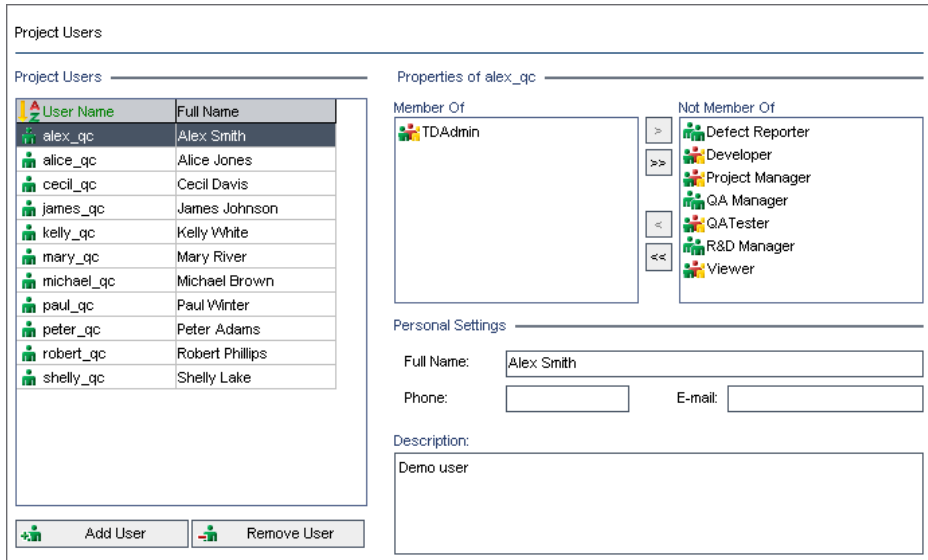 Project Users
Project Users
User Name Full Name
alex_qc Alex Smith
alice_qc Alice Jones
cecil_qc Cecil Davis
james_qc James Johnson
kelly_qc Kelly White
mary_qc Mary River
michael_qc Michael Brown
paul_qc Paul Winter
peter_qc Peter Adams
robert_qc Robert Phillips
shelly_qc Shelly Lake
Add User Remove User
Properties of alex_qc
Member Of
TDAdmin
>
>>
<
<<
Not Member Of
Defect Reporter
Developer
Project Manager
QA Manager
QATester
R&D Manager
Viewer
Personal Settings
Full Name: Alex Smith
Phone: E-mail:
Description:
Demo user